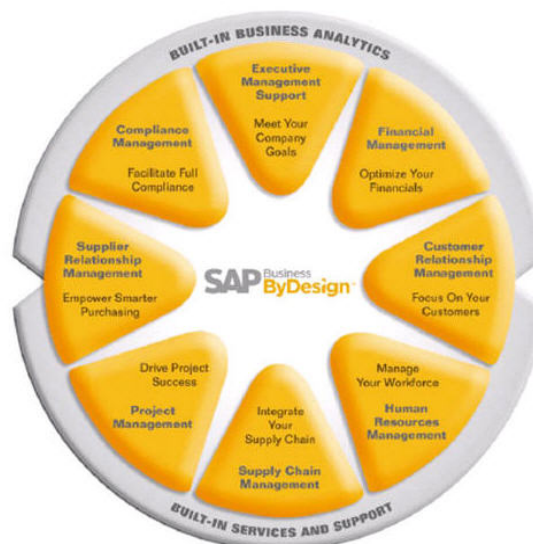 BUILT-IN BUSINESS ANALYTICS
Executive
Management
Support
Meet Your
Company
Goals
Financial
Management
Optimize Your
Financials
Customer
Relationship
Management
Focus On Your
Customers
Manage
Your Workforce
Human
Resources
Management
Integrate
Your
Supply Chain
Supply Chain
Management
Drive Project
Success
Project
Management
Supplier
Relationship
Management
Empower Smarter
Purchasing
Compliance
Management
Facilitate Full
Compliance
SAP Business
ByDesign
BUILT-IN SERVICES AND SUPPORT